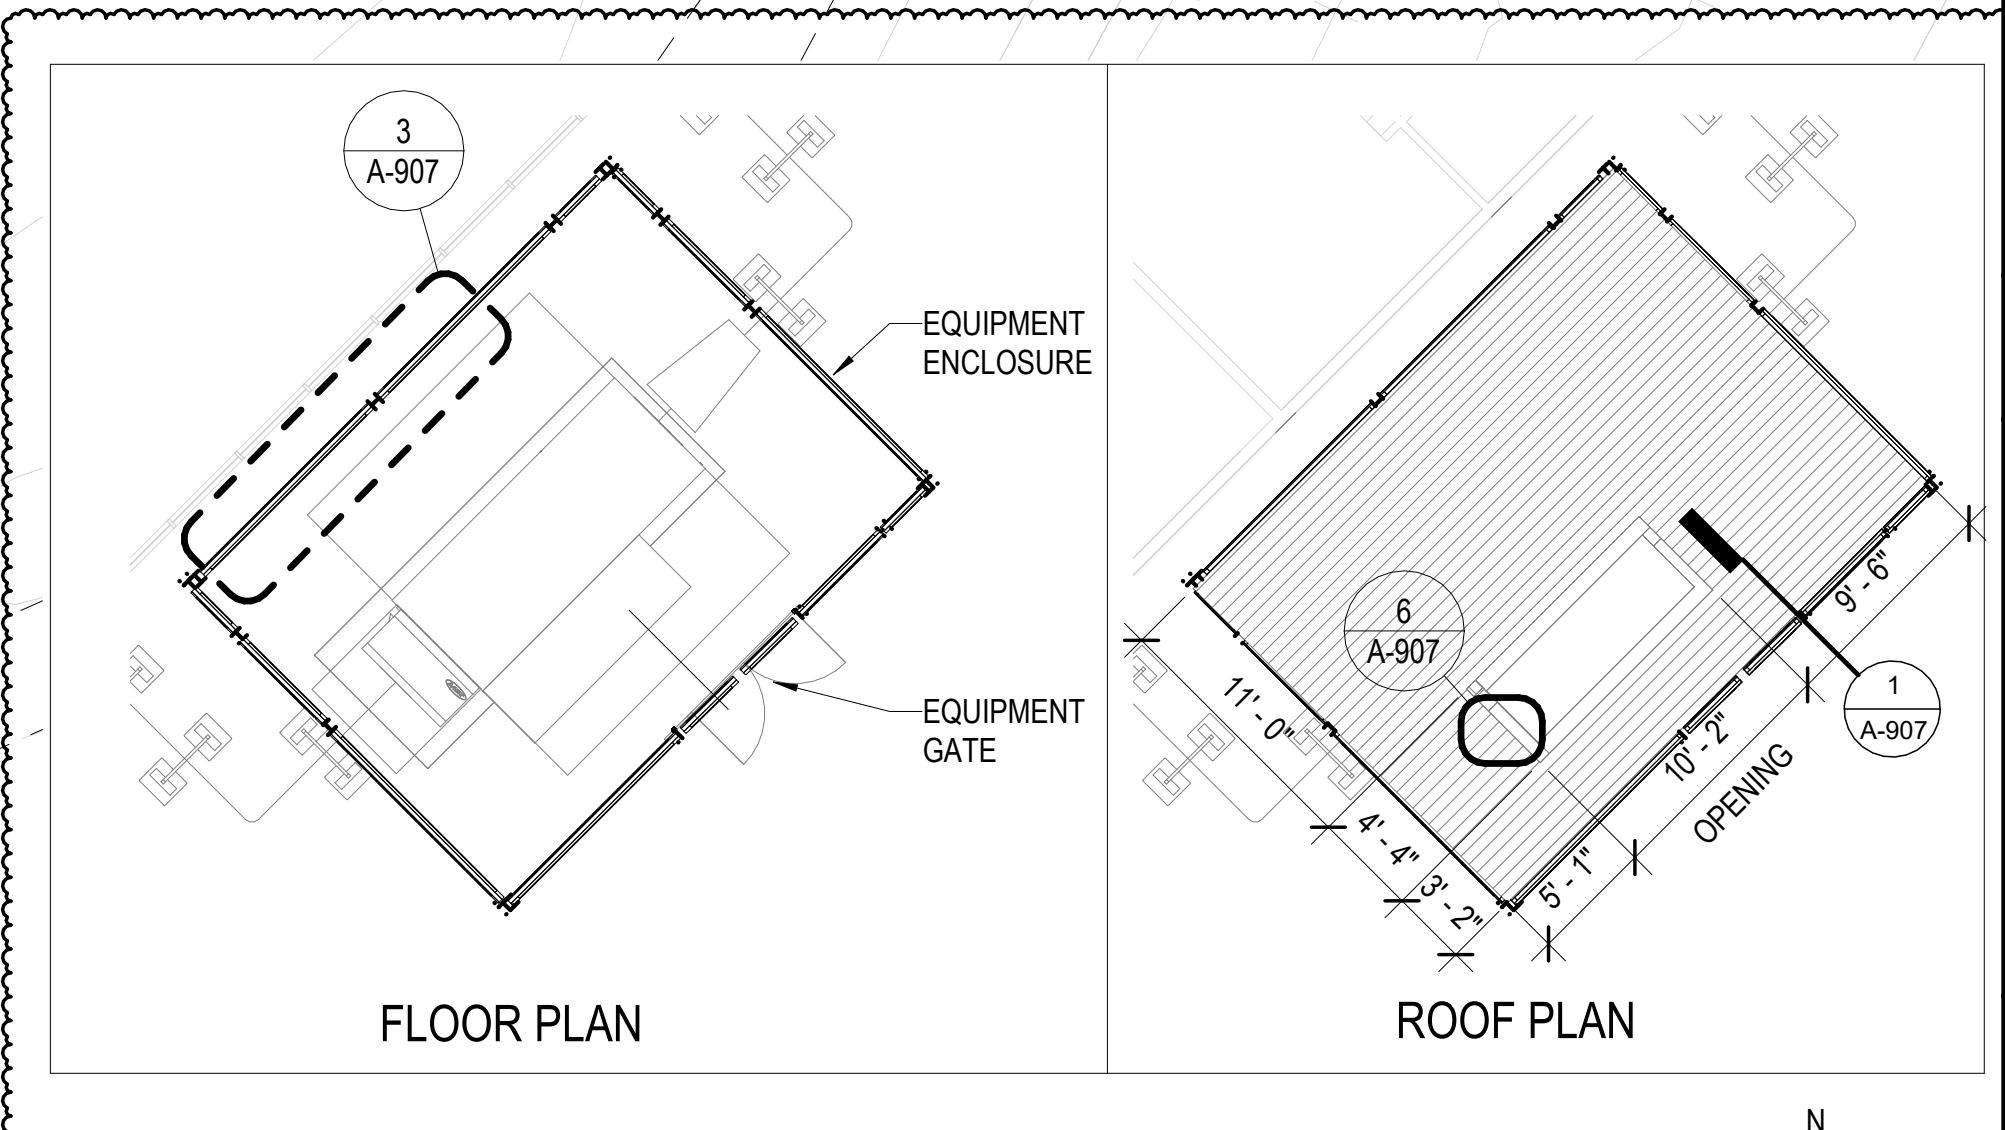 3
A-907
EQUIPMENT
ENCLOSURE
EQUIPMENT
GATE
FLOOR PLAN
6
A-907
1
A-907
9' - 6"
10' - 2"
OPENING
5' - 1"
11' - 0"
4' - 4"
3' - 2"
ROOF PLAN
N